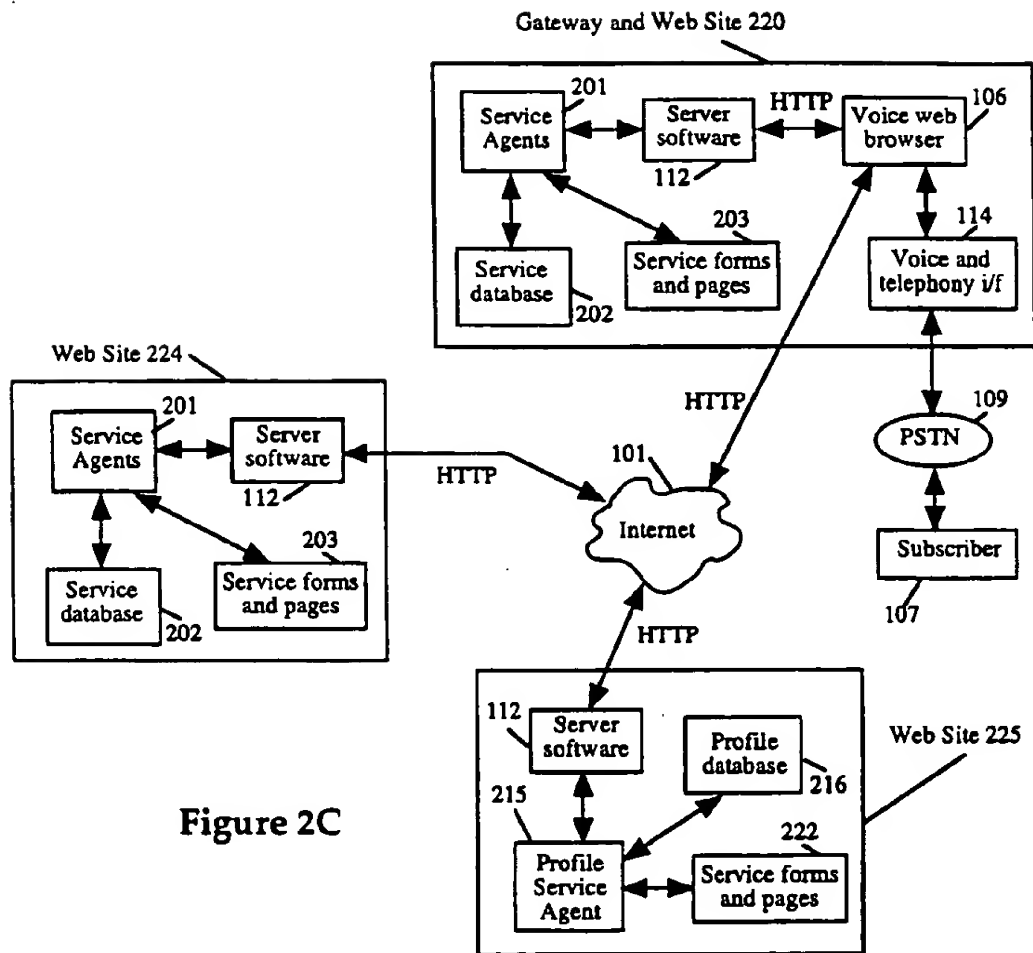 Gateway and Web Site 220
201
HTTP
106
Service
Agents
Server
software
Voice web
browser
112
203
114
Service
database
Service forms
and pages
Voice and
telephony i/f
202
Web Site 224
HTTP
201
109
Service
Agents
Server
software
PSTN
101
112
HTTP
Internet
203
Subscriber
Service
database
Service forms
and pages
107
202
HTTP
112
Server
software
Profile
database
Web Site 225
215
216
Figure 2C
222
Profile
Service
Agent
Service forms
and pages